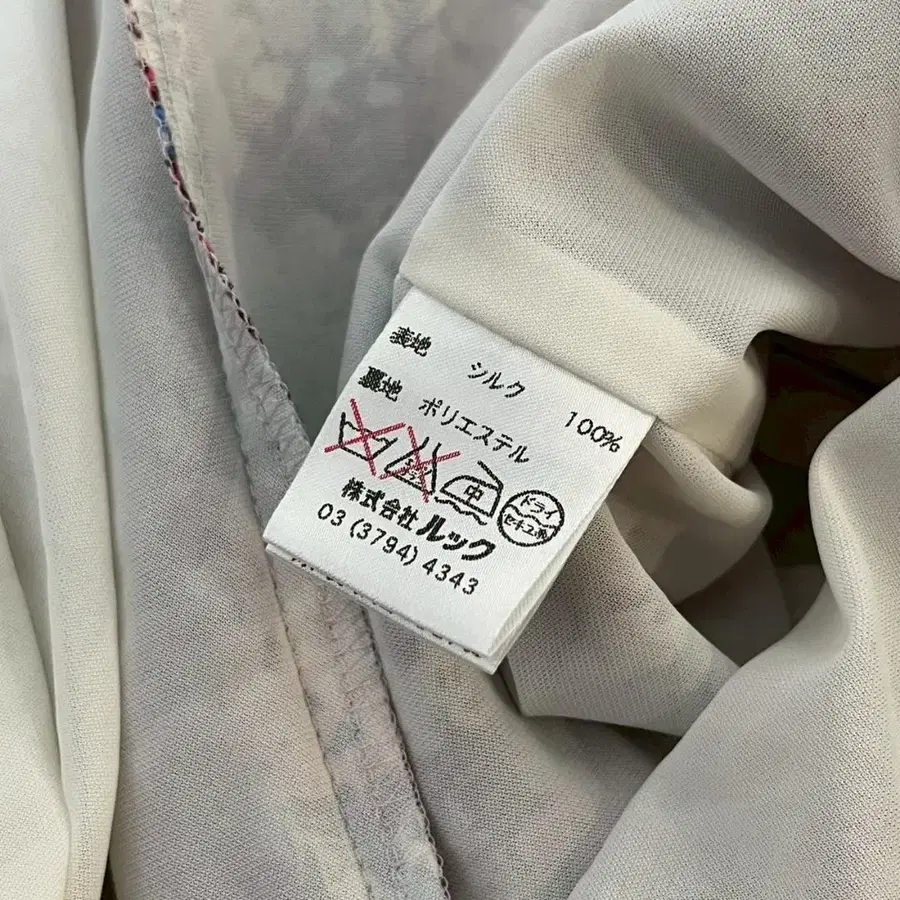 表地 シルク 100%
裏地 ポリエステル
中
ドライ
セキユ系
株式会社 ルック
03 (3794) 4343